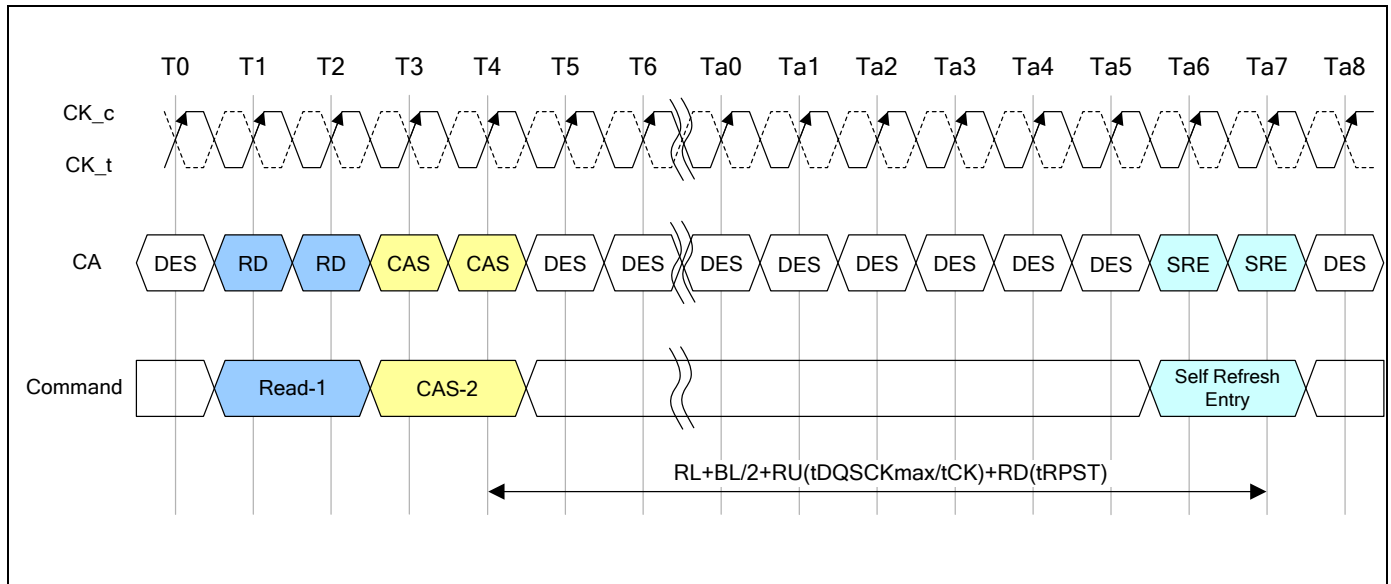 T0 T1 T2 T3 T4 T5 T6 Ta0 Ta1 Ta2 Ta3 Ta4 Ta5 Ta6 Ta7 Ta8
CK_c
CK_t
CA DES RD RD CAS CAS DES DES DES DES DES DES DES DES SRE SRE DES
Command Read-1 CAS-2 Self Refresh
Entry
RL+BL/2+RU(tDQSCKmax/tCK)+RD(tRPST)